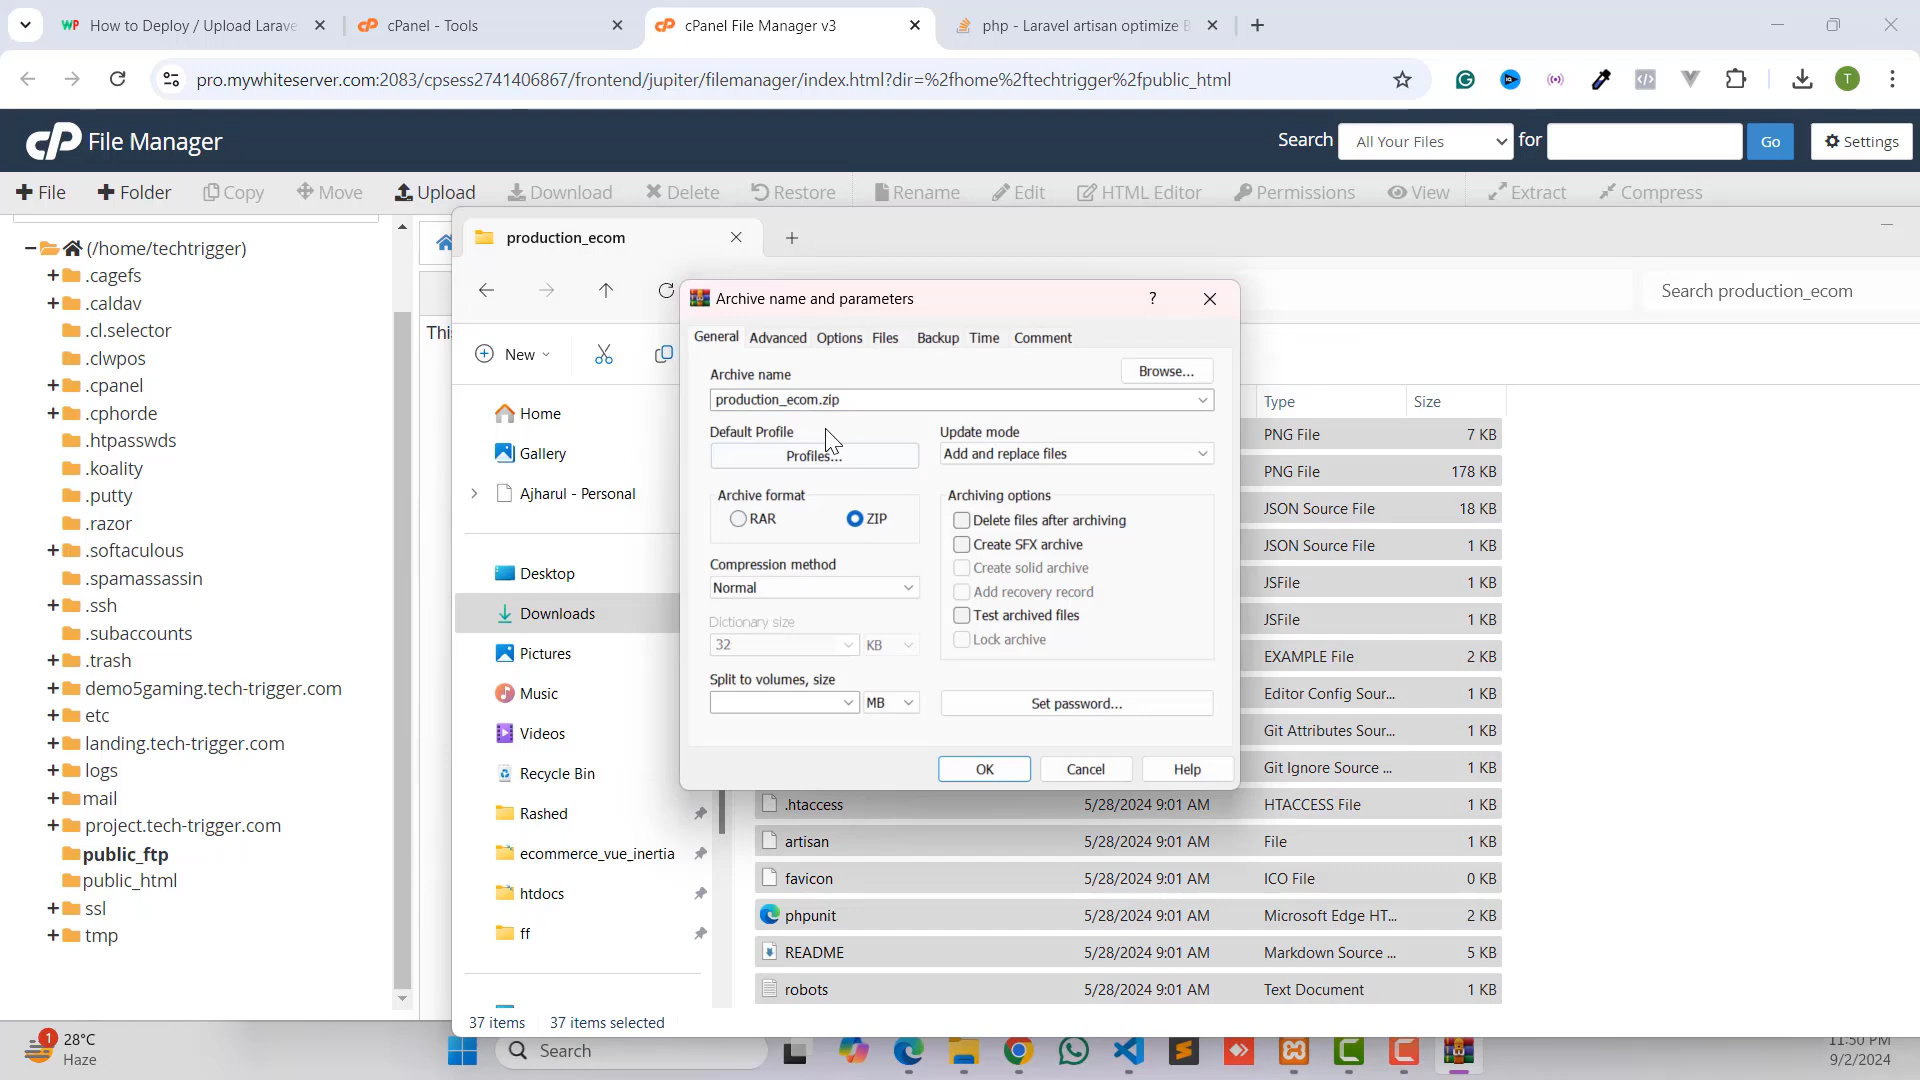 How to Deploy / Upload Larave
cPanel - Tools
cPanel File Manager v3
php - Laravel artisan optimize B
pro.mywhiteserver.com:2083/cpsess2741406867/frontend/jupiter/filemanager/index.html?dir=%2fhome%2ftechtrigger%2fpublic_html
T
cP File Manager
Search All Your Files for Go Settings
File Folder Copy Move Upload Download Delete Restore Rename Edit HTML Editor Permissions View Extract Compress
(/home/techtrigger)
.cagefs
.caldav
.cl.selector
.clwpos
.cpanel
.cphorde
.htpasswds
.koality
.putty
.razor
.softaculous
.spamassassin
.ssh
.subaccounts
.trash
demo5gaming.tech-trigger.com
etc
landing.tech-trigger.com
logs
mail
project.tech-trigger.com
public_ftp
public_html
ssl
tmp
This
production_ecom
Search production_ecom
New
Home
Gallery
Ajharul - Personal
Desktop
Downloads
Pictures
Music
Videos
Recycle Bin
Rashed
ecommerce_vue_inertia
htdocs
ff
37 items 37 items selected
Archive name and parameters ?
General Advanced Options Files Backup Time Comment
Archive name Browse...
production_ecom.zip
Default Profile Update mode
Profiles... Add and replace files
Archive format Archiving options
RAR ZIP Delete files after archiving
Create SFX archive
Compression method Create solid archive
Normal Add recovery record
Dictionary size Test archived files
32 KB Lock archive
Split to volumes, size
MB Set password...
OK Cancel Help
Type Size
PNG File 7 KB
PNG File 178 KB
JSON Source File 18 KB
JSON Source File 1 KB
JSFile 1 KB
JSFile 1 KB
EXAMPLE File 2 KB
Editor Config Sour... 1 KB
Git Attributes Sour... 1 KB
Git Ignore Source ... 1 KB
.htaccess 5/28/2024 9:01 AM HTACCESS File 1 KB
artisan 5/28/2024 9:01 AM File 1 KB
favicon 5/28/2024 9:01 AM ICO File 0 KB
phpunit 5/28/2024 9:01 AM Microsoft Edge HT... 2 KB
README 5/28/2024 9:01 AM Markdown Source ... 5 KB
robots 5/28/2024 9:01 AM Text Document 1 KB
1
28°C
Haze
Search
11:50 PM
9/2/2024